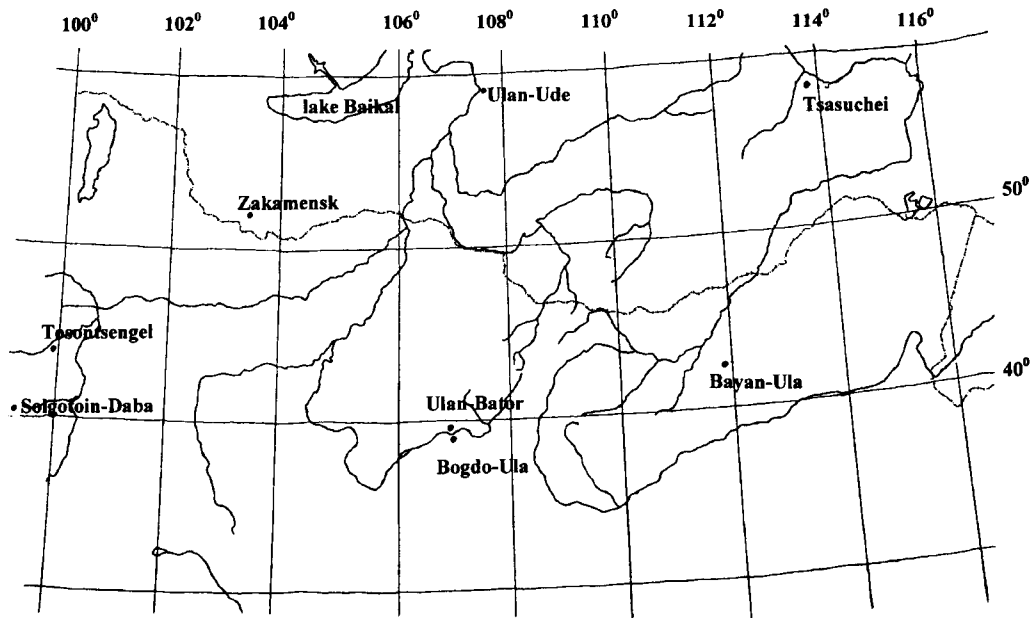 100⁰ 102⁰ 104⁰ 106⁰ 108⁰ 110⁰ 112⁰ 114⁰ 116⁰
lake Baikal
Ulan-Ude
Tsasuchei
50⁰
Zakamensk
Tosontsengel
40⁰
Bayan-Ula
Solgotoin-Daba
Ulan-Bator
Bogdo-Ula